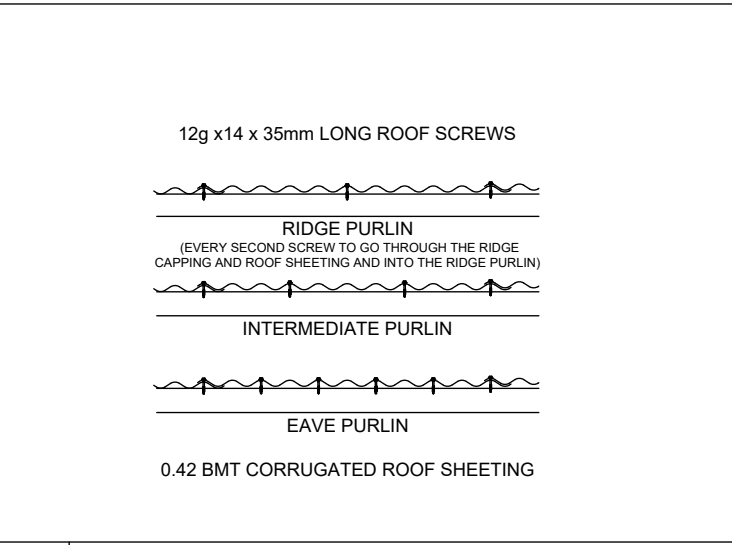 12g x14 x 35mm LONG ROOF SCREWS
RIDGE PURLIN
(EVERY SECOND SCREW TO GO THROUGH THE RIDGE
CAPPING AND ROOF SHEETING AND INTO THE RIDGE PURLIN)
INTERMEDIATE PURLIN
EAVE PURLIN
0.42 BMT CORRUGATED ROOF SHEETING